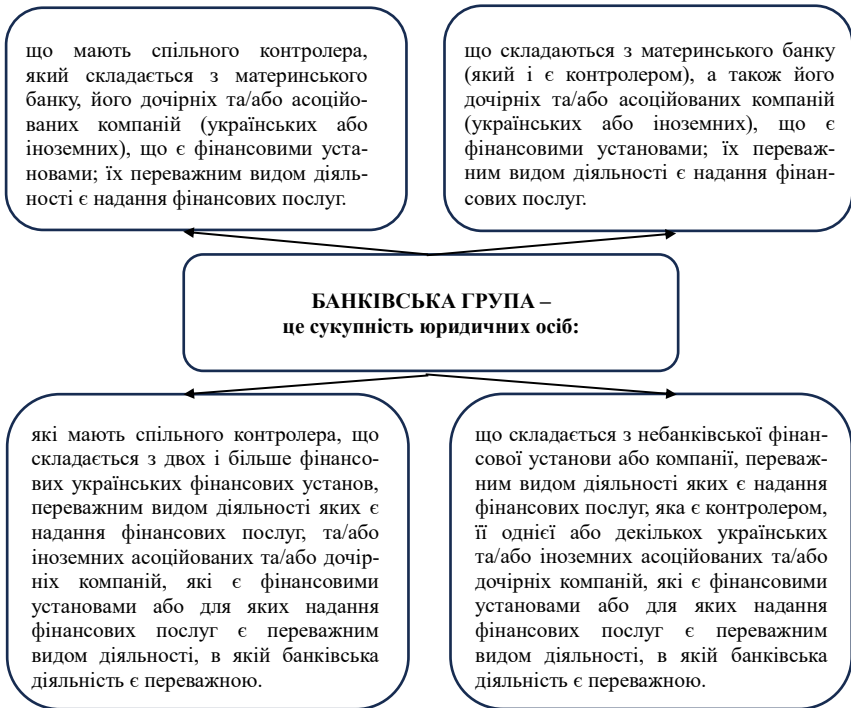 що мають спільного контролера,
який складається з материнського
банку, його дочірніх та/або асоційо-
ваних компаній (українських або
іноземних), що є фінансовими уста-
новами; їх переважним видом діяль-
ності є надання фінансових послуг.
що складаються з материнського банку
(який і є контролером), а також його
дочірніх та/або асоційованих компаній
(українських або іноземних), що є
фінансовими установами; їх переваж-
ним видом діяльності є надання фінан-
сових послуг.
БАНКІВСЬКА ГРУПА –
це сукупність юридичних осіб:
які мають спільного контролера, що
складається з двох і більше фінансо-
вих українських фінансових установ,
переважним видом діяльності яких є
надання фінансових послуг, та/або
іноземних асоційованих та/або дочір-
ніх компаній, які є фінансовими
установами або для яких надання
фінансових послуг є переважним
видом діяльності, в якій банківська
діяльність є переважною.
що складається з небанківської фінан-
сової установи або компанії, переваж-
ним видом діяльності яких є надання
фінансових послуг, яка є контролером,
її однієї або декількох українських
та/або іноземних асоційованих та/або
дочірніх компаній, які є фінансовими
установами або для яких надання
фінансових послуг є переважним
видом діяльності, в якій банківська
діяльність є переважною.